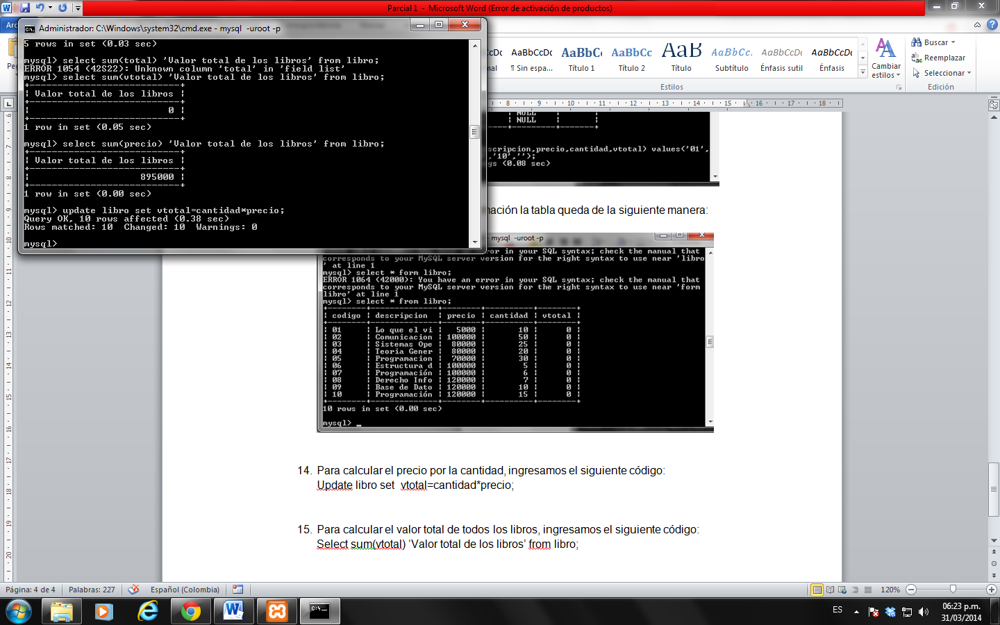 Parcial 1 - Microsoft Word (Error de activación de productos)
Administrador: C:\Windows\system32\cmd.exe - mysql -uroot -p
5 rows in set (0.03 sec)
mysql> select sum(total) 'Valor total de los libros' from libro;
ERROR 1054 (42S22): Unknown column 'total' in 'field list'
mysql> select sum(vtotal) 'Valor total de los libros' from libro;
Valor total de los libros
0
1 row in set (0.05 sec)
mysql> select sum(precio) 'Valor total de los libros' from libro;
Valor total de los libros
895000
1 row in set (0.00 sec)
mysql> update libro set vtotal=cantidad*precio;
Query OK, 10 rows affected (0.38 sec)
Rows matched: 10 Changed: 10 Warnings: 0
mysql>
AaBbCcDc AaBbC AaBbCc AaB AaBbCc. AaBbCcDc AaBbCcDc
¶ Sin espa... Título 1 Título 2 Título Subtítulo Énfasis sutil Énfasis
Estilos
Cambiar estilos
Buscar
Reemplazar
Seleccionar
Edición
8 9 10 11 12 13 14 15 16 17 18
NULL
NULL
scripcion,precio,cantidad,vtotal) values('01',
,'10','');
gs (0.08 sec)
mación la tabla queda de la siguiente manera:
- mysql -uroot -p
error in your SQL syntax; check the manual that
corresponds to your MySQL server version for the right syntax to use near 'libro
' at line 1
mysql> select * form libro;
ERROR 1064 (42000): You have an error in your SQL syntax; check the manual that
corresponds to your MySQL server version for the right syntax to use near 'form
libro' at line 1
mysql> select * from libro;
codigo | descripcion | precio | cantidad | vtotal
01 | Lo que el vi | 5000 | 10 | 0
02 | Comunicacion | 100000 | 50 | 0
03 | Sistemas Ope | 80000 | 25 | 0
04 | Teoria Gener | 80000 | 20 | 0
05 | Programacion | 70000 | 30 | 0
06 | Estructura d | 100000 | 5 | 0
07 | Programación | 100000 | 6 | 0
08 | Derecho Info | 120000 | 7 | 0
09 | Base de Dato | 120000 | 10 | 0
10 | Programación | 120000 | 15 | 0
10 rows in set (0.00 sec)
mysql> _
14. Para calcular el precio por la cantidad, ingresamos el siguiente código:
Update libro set vtotal=cantidad*precio;
15. Para calcular el valor total de todos los libros, ingresamos el siguiente código:
Select sum(vtotal) ‘Valor total de los libros’ from libro;
Página: 4 de 4 Palabras: 227 Español (Colombia) 120%
ES 06:23 p.m.
31/03/2014